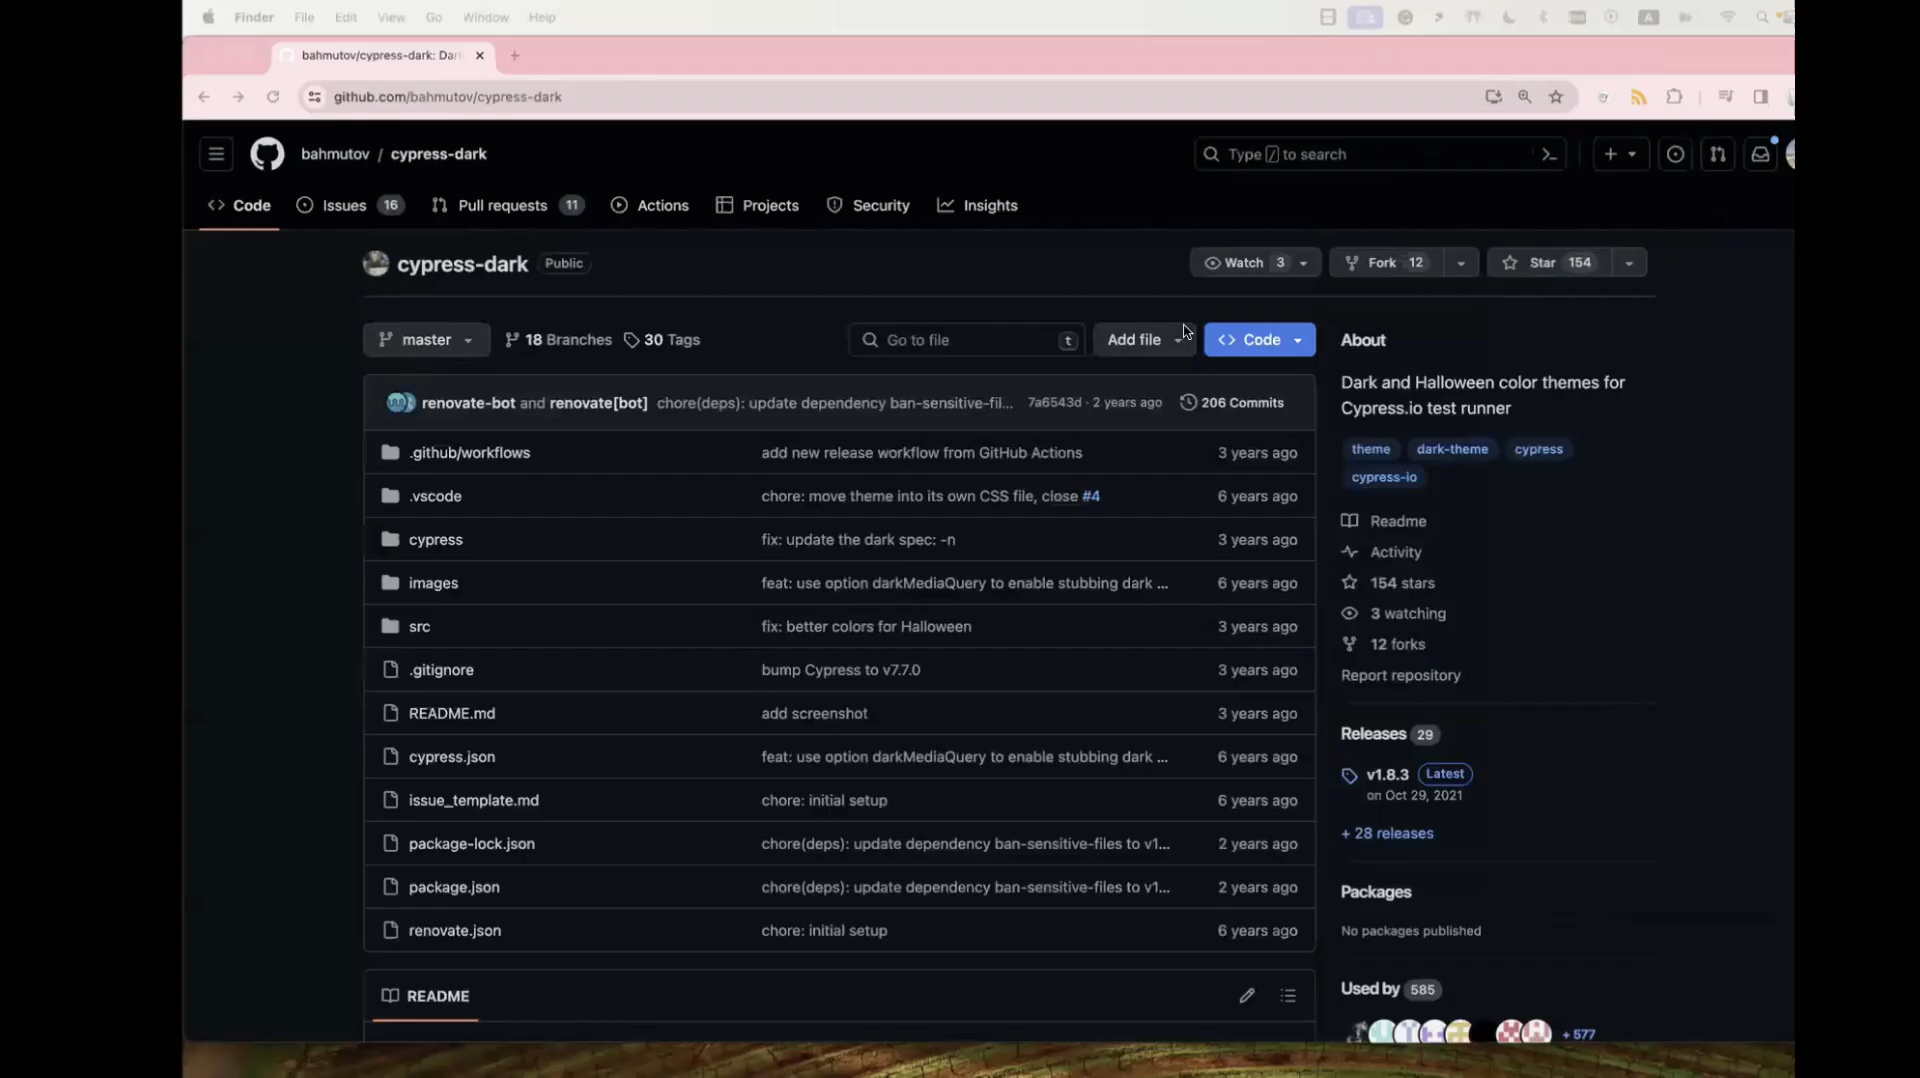 Finder File Edit View Go Window Help
bahmutov/cypress-dark: Dar
github.com/bahmutov/cypress-dark
bahmutov / cypress-dark
Type / to search
Code Issues 16 Pull requests 11 Actions Projects Security Insights
cypress-dark Public
Watch 3 Fork 12 Star 154
master 18 Branches 30 Tags Go to file t Add file Code
renovate-bot and renovate[bot] chore(deps): update dependency ban-sensitive-fil... 7a6543d · 2 years ago 206 Commits
.github/workflows add new release workflow from GitHub Actions 3 years ago
.vscode chore: move theme into its own CSS file, close #4 6 years ago
cypress fix: update the dark spec: -n 3 years ago
images feat: use option darkMediaQuery to enable stubbing dark ... 6 years ago
src fix: better colors for Halloween 3 years ago
.gitignore bump Cypress to v7.7.0 3 years ago
README.md add screenshot 3 years ago
cypress.json feat: use option darkMediaQuery to enable stubbing dark ... 6 years ago
issue_template.md chore: initial setup 6 years ago
package-lock.json chore(deps): update dependency ban-sensitive-files to v1... 2 years ago
package.json chore(deps): update dependency ban-sensitive-files to v1... 2 years ago
renovate.json chore: initial setup 6 years ago
README
About
Dark and Halloween color themes for
Cypress.io test runner
theme dark-theme cypress
cypress-io
Readme
Activity
154 stars
3 watching
12 forks
Report repository
Releases 29
v1.8.3 Latest
on Oct 29, 2021
+ 28 releases
Packages
No packages published
Used by 585
+ 577